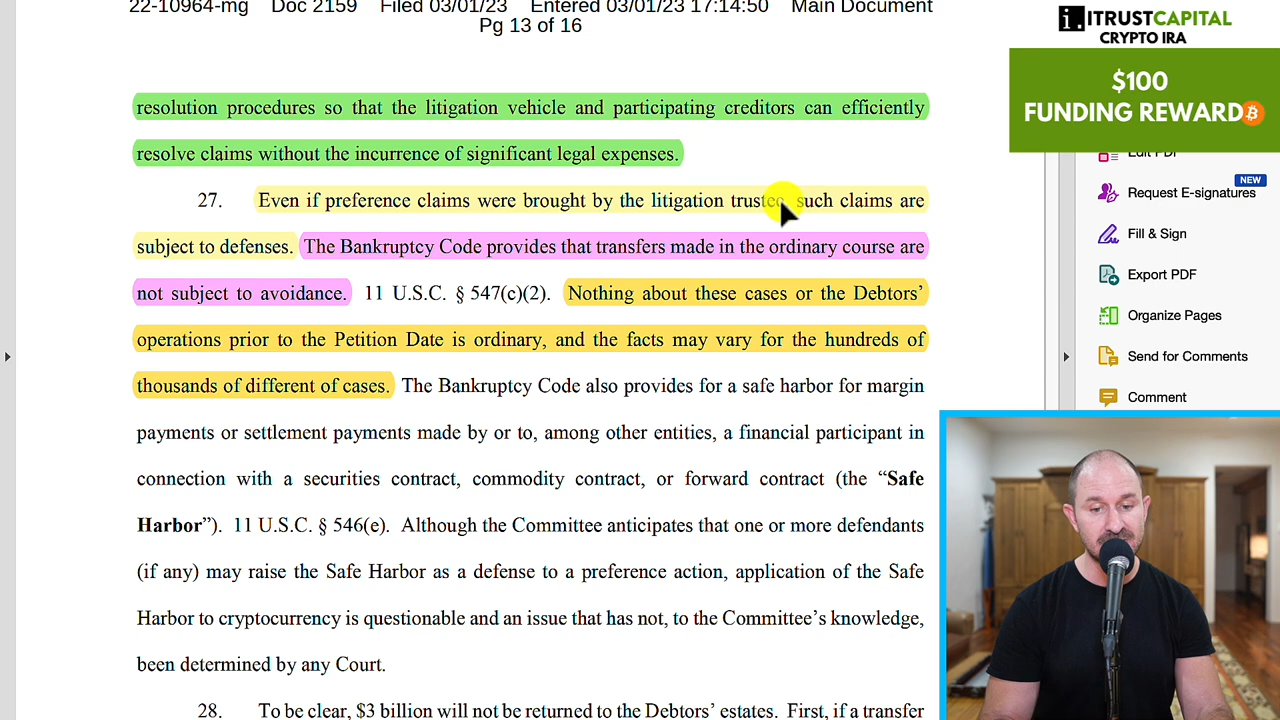 22-10964-mg Doc 2159 Filed 03/01/23 Entered 03/01/23 17:14:50 Main Document
Pg 13 of 16
resolution procedures so that the litigation vehicle and participating creditors can efficiently
resolve claims without the incurrence of significant legal expenses.
27. Even if preference claims were brought by the litigation trustee, such claims are
subject to defenses. The Bankruptcy Code provides that transfers made in the ordinary course are
not subject to avoidance. 11 U.S.C. § 547(c)(2). Nothing about these cases or the Debtors’
operations prior to the Petition Date is ordinary, and the facts may vary for the hundreds of
thousands of different of cases. The Bankruptcy Code also provides for a safe harbor for margin
payments or settlement payments made by or to, among other entities, a financial participant in
connection with a securities contract, commodity contract, or forward contract (the “Safe
Harbor”). 11 U.S.C. § 546(e). Although the Committee anticipates that one or more defendants
(if any) may raise the Safe Harbor as a defense to a preference action, application of the Safe
Harbor to cryptocurrency is questionable and an issue that has not, to the Committee’s knowledge,
been determined by any Court.
28. To be clear, $3 billion will not be returned to the Debtors’ estates. First, if a transfer
i.
ITRUSTCAPITAL
CRYPTO IRA
$100
FUNDING REWARD
Edit PDF
NEW
Request E-signatures
Fill & Sign
Export PDF
Organize Pages
Send for Comments
Comment